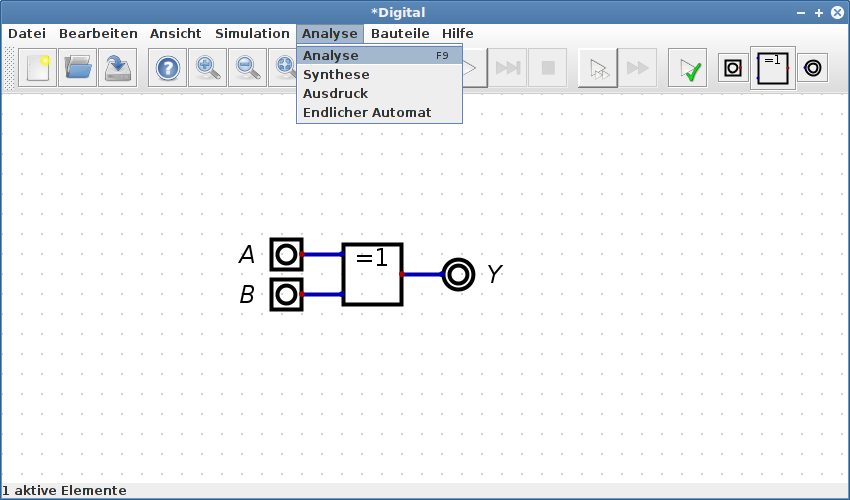 *Digital
Datei Bearbeiten Ansicht Simulation Analyse Bauteile Hilfe
Analyse F9
Synthese
Ausdruck
Endlicher Automat
=1
A
=1
B
Y
1 aktive Elemente